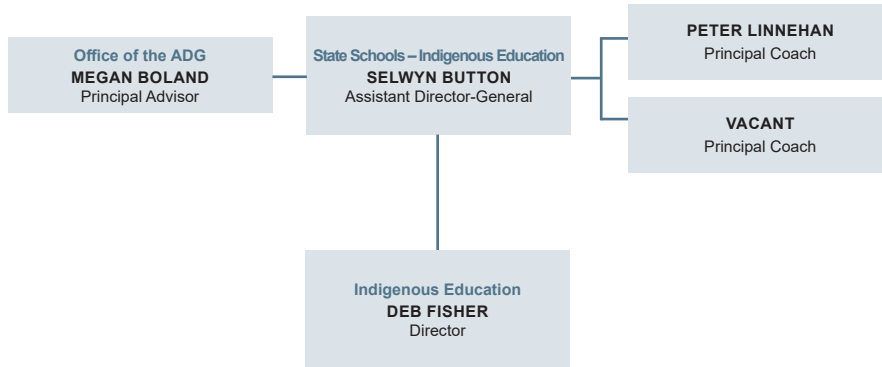 Office of the ADG
MEGAN BOLAND
Principal Advisor
State Schools – Indigenous Education
SELWYN BUTTON
Assistant Director-General
PETER LINNEHAN
Principal Coach
VACANT
Principal Coach
Indigenous Education
DEB FISHER
Director